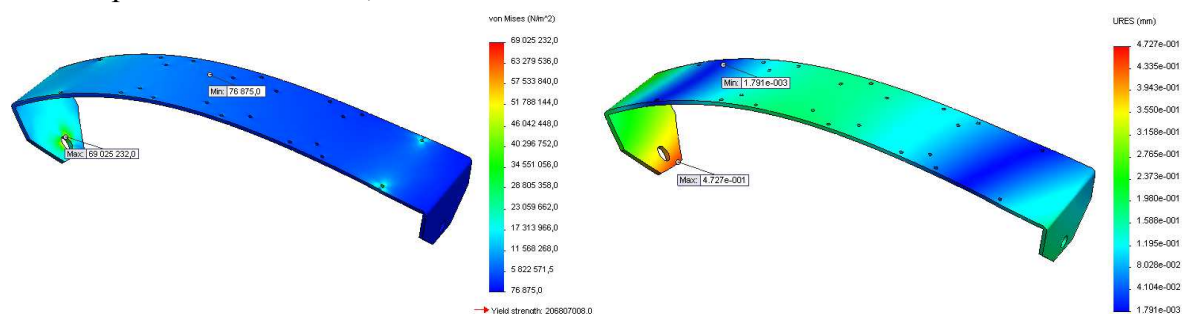 von Mises (N/m^2)
69 025 232,0
63 279 536,0
57 533 840,0
51 788 144,0
46 042 448,0
40 296 752,0
34 551 056,0
28 805 358,0
23 059 662,0
17 313 966,0
11 568 268,0
5 822 571,5
76 875,0
Yield strength: 206807008.0
Min: 76 875,0
Max: 69 025 232,0
URES (mm)
4.727e-001
4.335e-001
3.943e-001
3.550e-001
3.158e-001
2.765e-001
2.373e-001
1.980e-001
1.588e-001
1.195e-001
8.028e-002
4.104e-002
1.791e-003
Min: 1.791e-003
Max: 4.727e-001